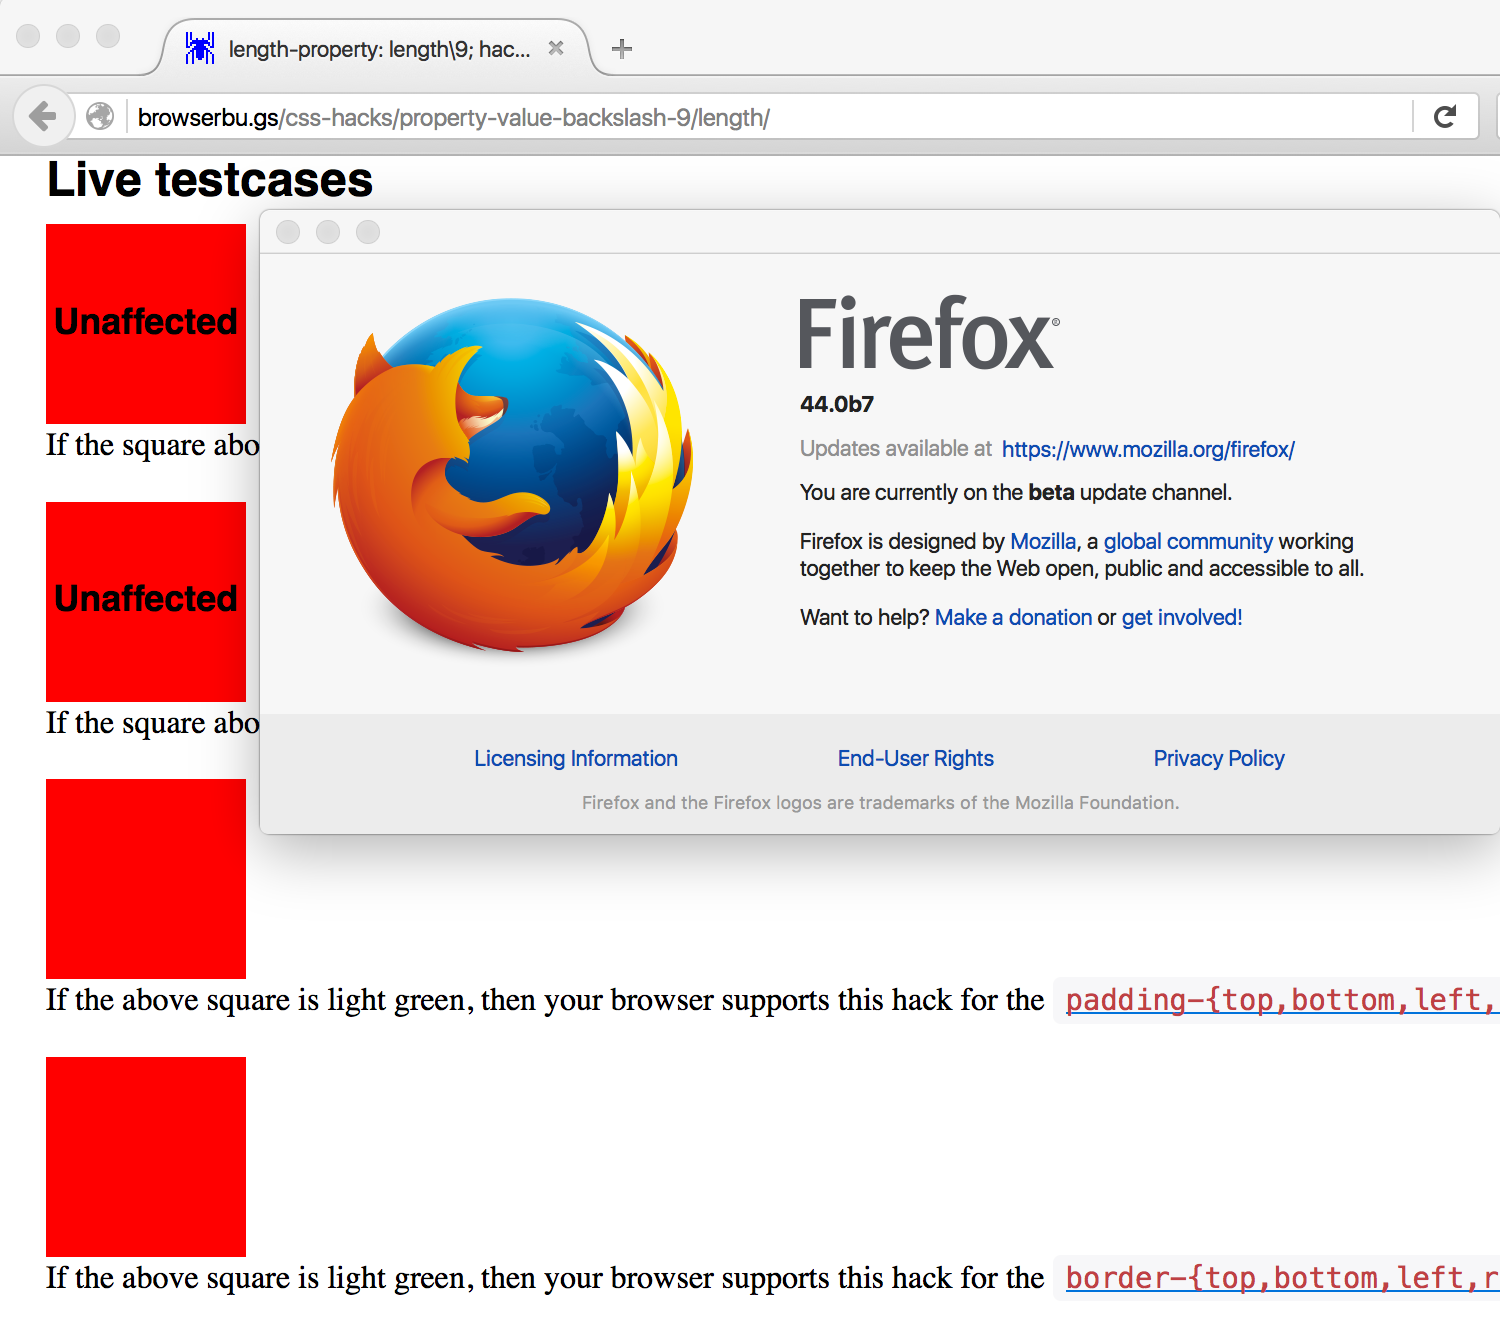 length-property: length\9; hac...
browserbu.gs/css-hacks/property-value-backslash-9/length/
Live testcases
Unaffected
If the square abo
Unaffected
If the square abo
Firefox®
44.0b7
Updates available at https://www.mozilla.org/firefox/
You are currently on the beta update channel.
Firefox is designed by Mozilla, a global community working
together to keep the Web open, public and accessible to all.
Want to help? Make a donation or get involved!
Licensing Information End-User Rights Privacy Policy
Firefox and the Firefox logos are trademarks of the Mozilla Foundation.
If the above square is light green, then your browser supports this hack for the padding-{top,bottom,left,
If the above square is light green, then your browser supports this hack for the border-{top,bottom,left,r